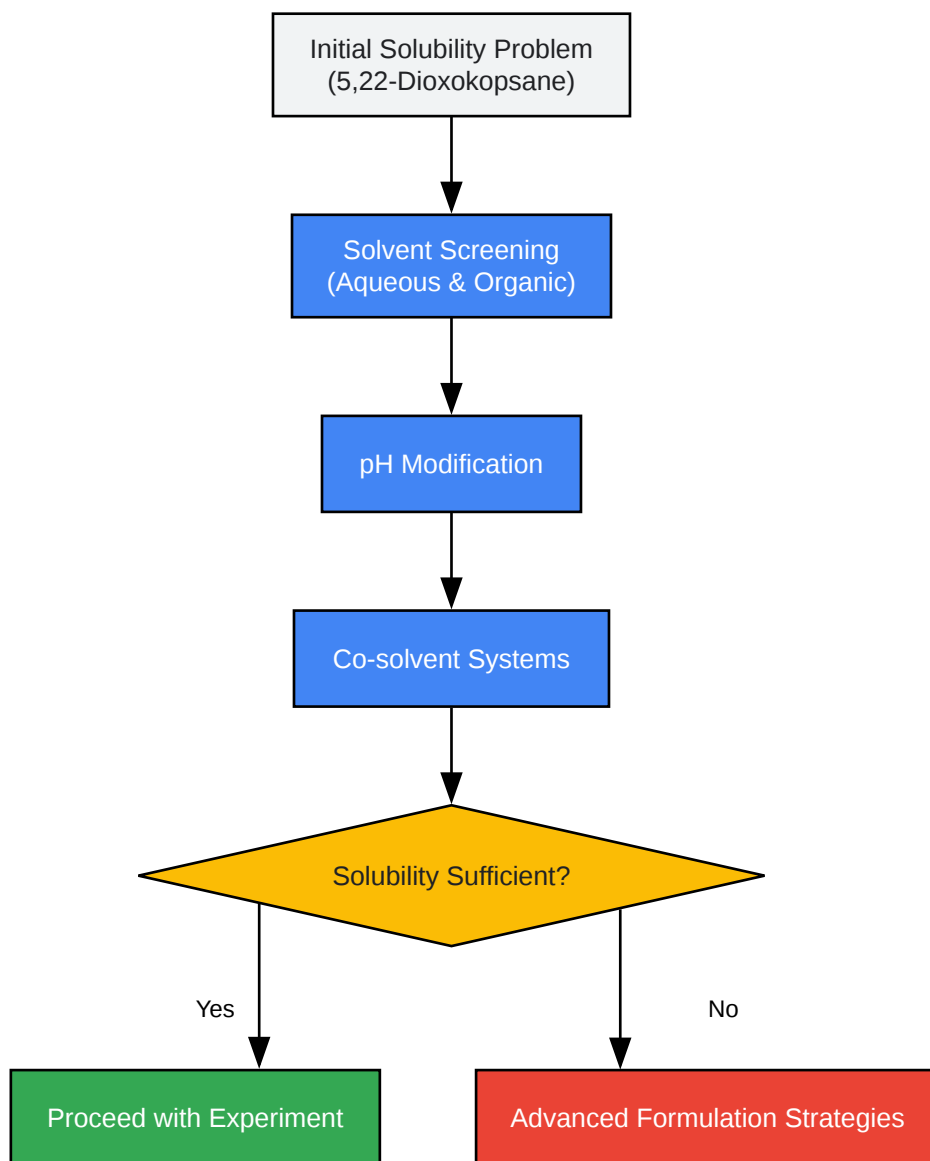 Initial Solubility Problem
(5,22-Dioxokopsane)
Solvent Screening
(Aqueous & Organic)
pH Modification
Co-solvent Systems
Solubility Sufficient?
Yes
No
Proceed with Experiment
Advanced Formulation Strategies